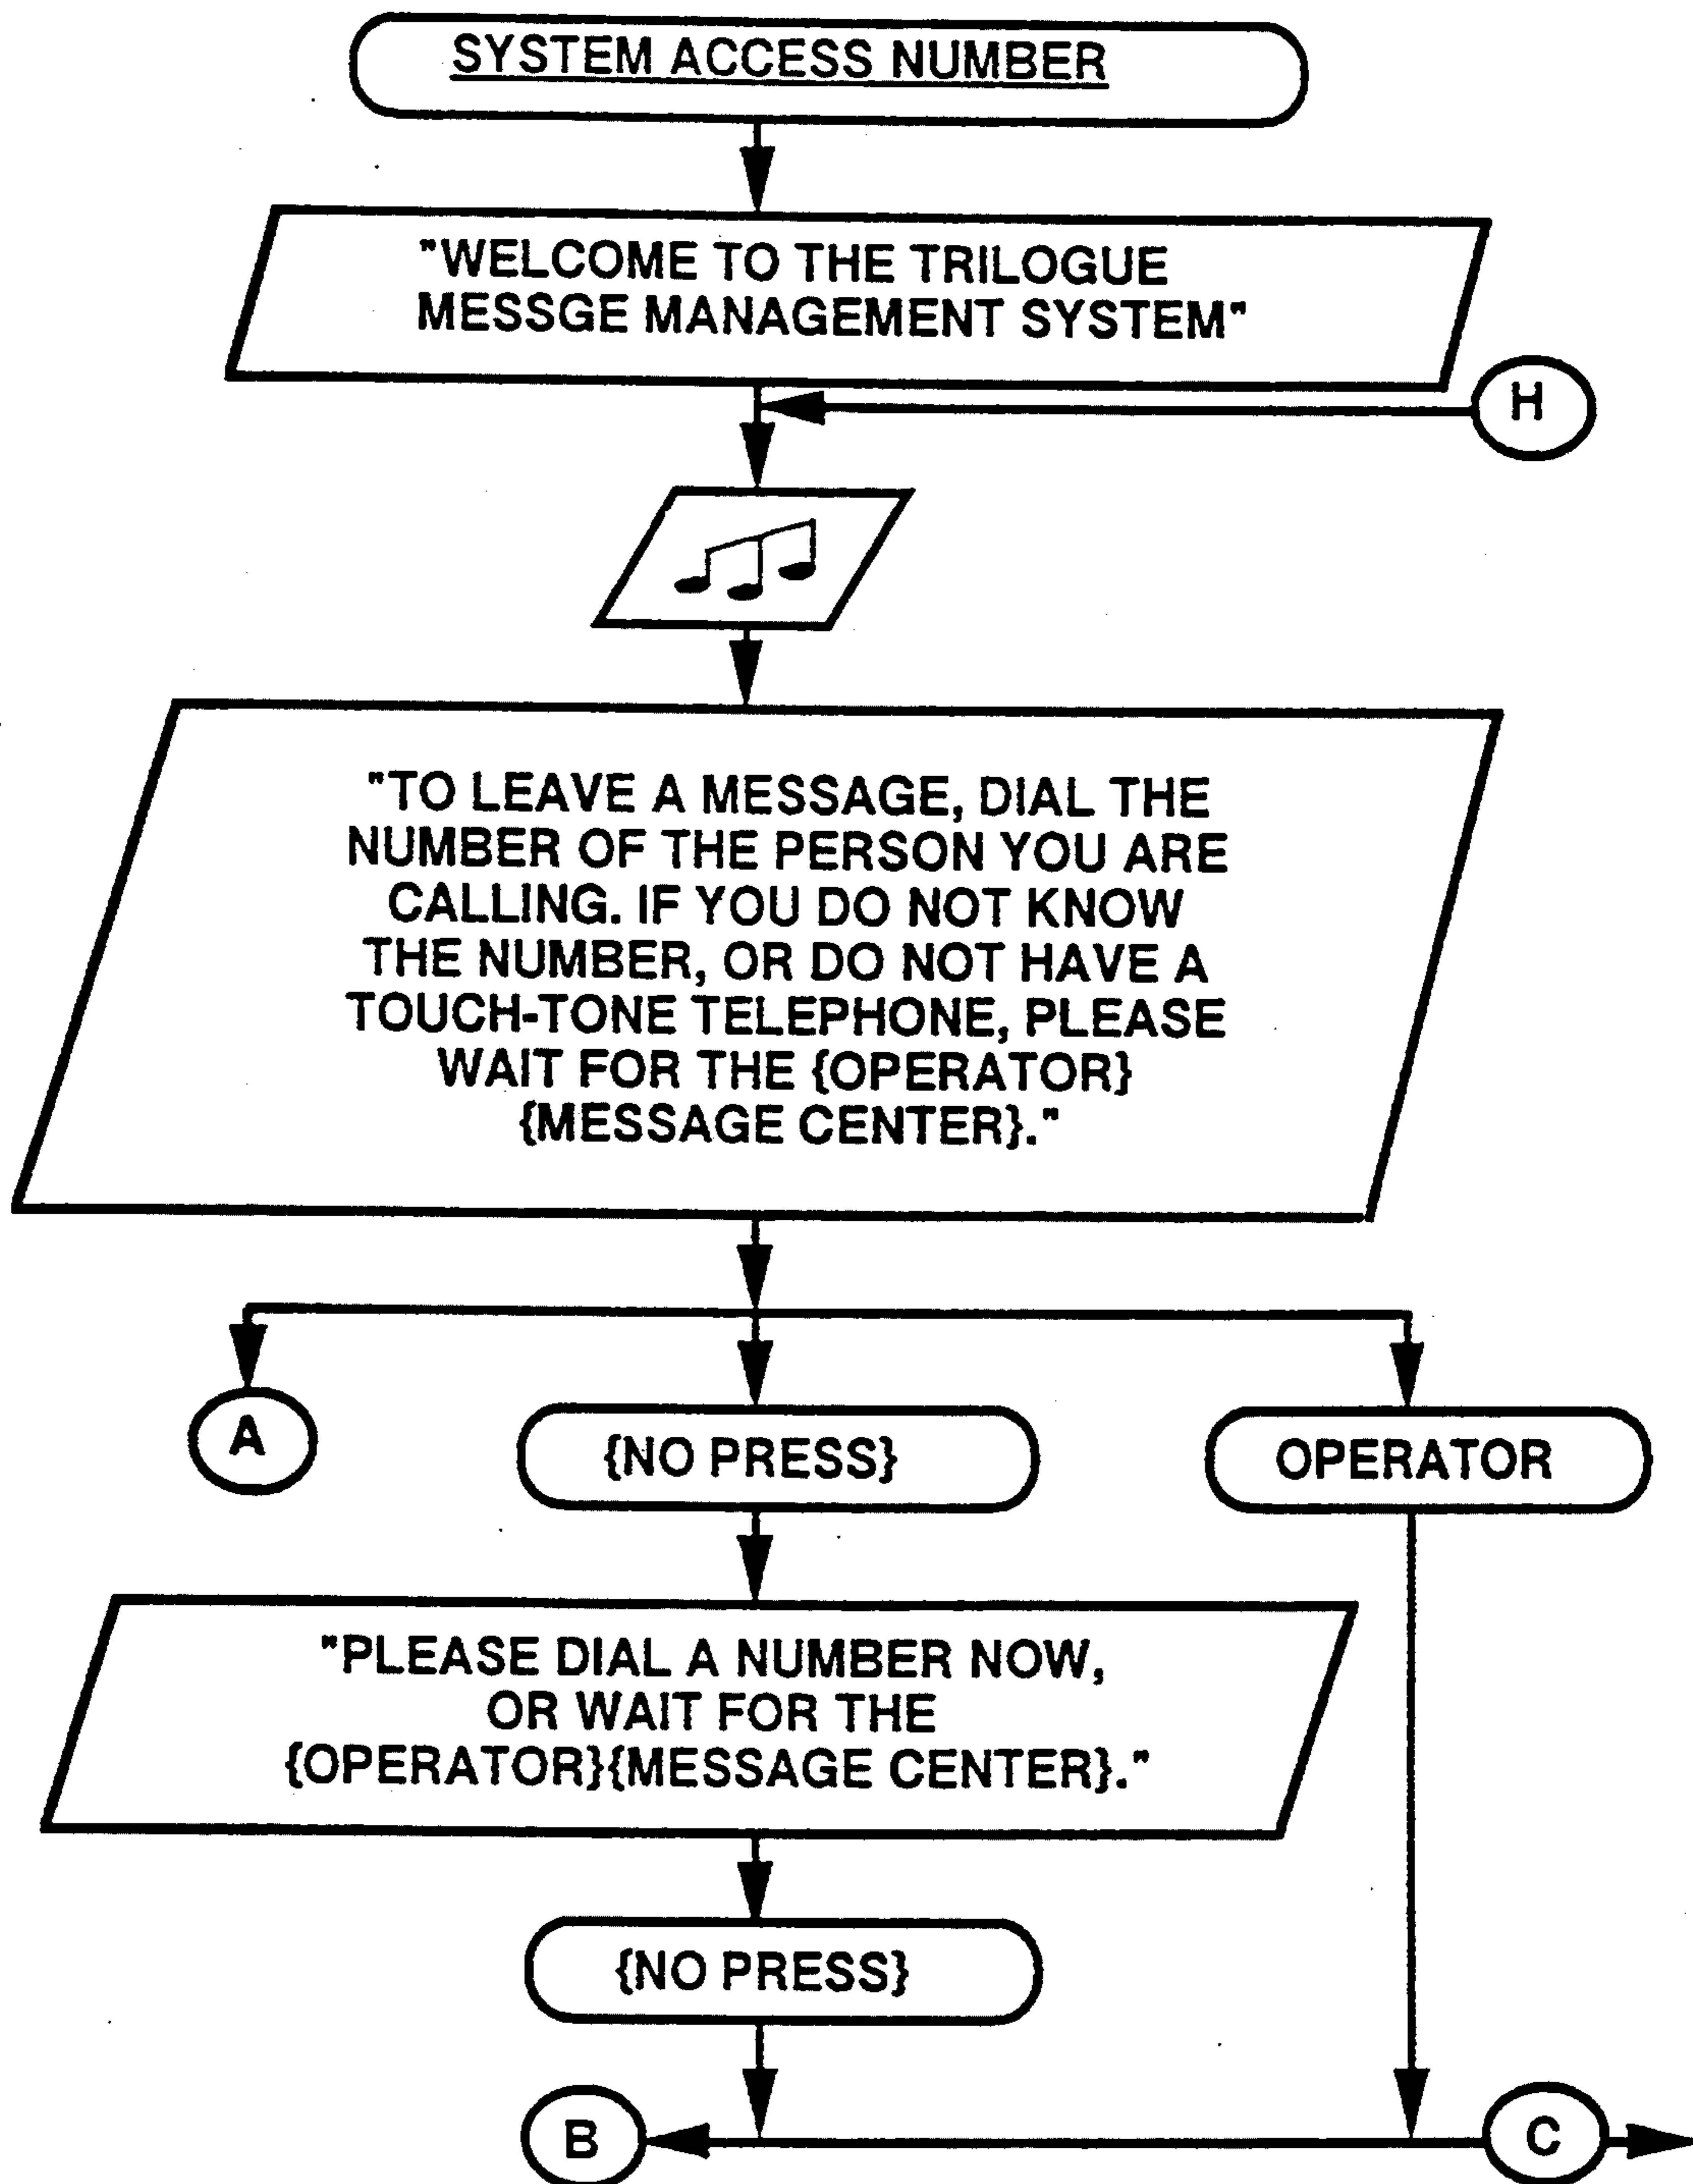 SYSTEM ACCESS NUMBER
"WELCOME TO THE TRILOGUE
MESSGE MANAGEMENT SYSTEM"
H
"TO LEAVE A MESSAGE, DIAL THE
NUMBER OF THE PERSON YOU ARE
CALLING. IF YOU DO NOT KNOW
THE NUMBER, OR DO NOT HAVE A
TOUCH-TONE TELEPHONE, PLEASE
WAIT FOR THE {OPERATOR}
{MESSAGE CENTER}."
A
{NO PRESS}
OPERATOR
"PLEASE DIAL A NUMBER NOW,
OR WAIT FOR THE
{OPERATOR}{MESSAGE CENTER}."
{NO PRESS}
B
C